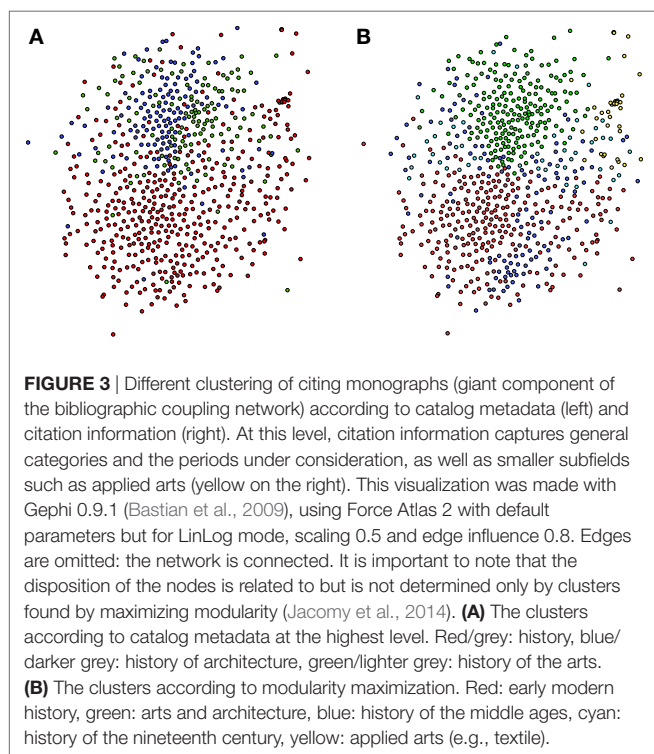 A
B
FIGURE 3 | Different clustering of citing monographs (giant component of
the bibliographic coupling network) according to catalog metadata (left) and
citation information (right). At this level, citation information captures general
categories and the periods under consideration, as well as smaller subfields
such as applied arts (yellow on the right). This visualization was made with
Gephi 0.9.1 (Bastian et al., 2009), using Force Atlas 2 with default
parameters but for LinLog mode, scaling 0.5 and edge influence 0.8. Edges
are omitted: the network is connected. It is important to note that the
disposition of the nodes is related to but is not determined only by clusters
found by maximizing modularity (Jacomy et al., 2014). (A) The clusters
according to catalog metadata at the highest level. Red/grey: history, blue/
darker grey: history of architecture, green/lighter grey: history of the arts.
(B) The clusters according to modularity maximization. Red: early modern
history, green: arts and architecture, blue: history of the middle ages, cyan:
history of the nineteenth century, yellow: applied arts (e.g., textile).